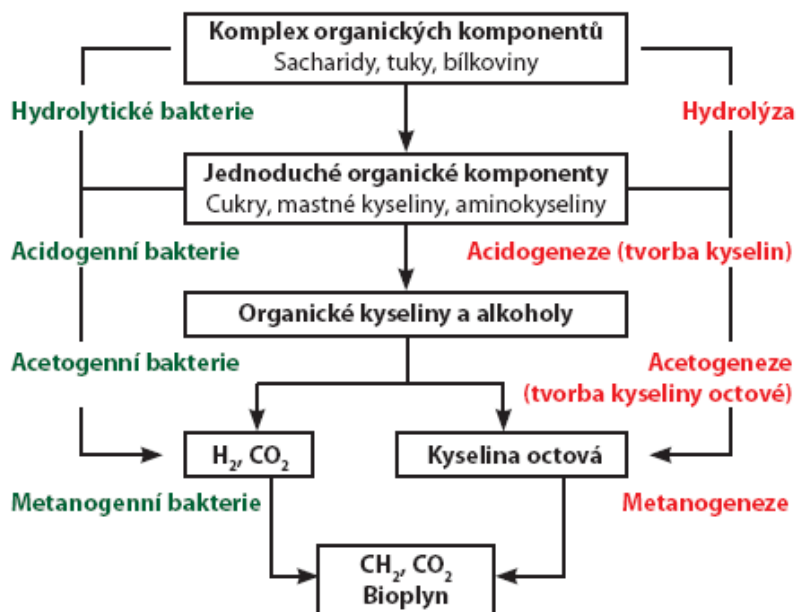 Komplex organických komponentů
Sacharidy, tuky, bílkoviny
Hydrolytické bakterie
Hydrolýza
Jednoduché organické komponenty
Cukry, mastné kyseliny, aminokyseliny
Acidogenní bakterie
Acidogeneze (tvorba kyselin)
Organické kyseliny a alkoholy
Acetogenní bakterie
Acetogeneze
(tvorba kyseliny octové)
H₂, CO₂
Kyselina octová
Metanogenní bakterie
Metanogeneze
CH₂, CO₂
Bioplyn